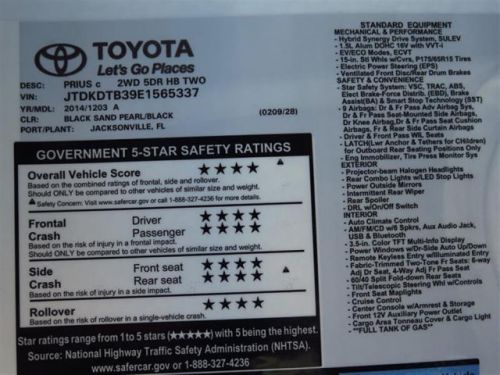 TOYOTA
Let's Go Places
DESC: PRIUS c 2WD 5DR HB TWO
VIN: JTDKDTB39E1565337
YR/MDL: 2014/1203 A
CLR: BLACK SAND PEARL/BLACK (0209/28)
PORT/PLANT: JACKSONVILLE, FL
GOVERNMENT 5-STAR SAFETY RATINGS
Overall Vehicle Score ★★★★
Based on the combined ratings of frontal, side and rollover.
Should ONLY be compared to other vehicles of similar size and weight.
Safety Concern: Visit www.safercar.gov or call 1-888-327-4236 for more details.
Frontal Driver ★★★★
Crash Passenger ★★★★
Based on the risk of injury in a frontal impact.
Should ONLY be compared to other vehicles of similar size and weight.
Side Front seat ★★★★
Crash Rear seat ★★★★
Based on the risk of injury in a side impact.
Rollover ★★★★
Based on the risk of rollover in a single-vehicle crash.
Star ratings range from 1 to 5 stars (★★★★★) with 5 being the highest.
Source: National Highway Traffic Safety Administration (NHTSA).
www.safercar.gov or 1-888-327-4236
STANDARD EQUIPMENT
MECHANICAL & PERFORMANCE
- Hybrid Synergy Drive System, SULEV
- 1.5L Alum DOHC 16V with VVT-i
- EV/ECO Modes, ECVT
- 15-in. Stl Whls w/Cvrs, P175/65R15 Tires
- Electric Power Steering (EPS)
- Ventilated Front Disc/Rear Drum Brakes
SAFETY & CONVENIENCE
- Star Safety System: VSC, TRAC, ABS,
Elect Brake-Force Distrib. (EBD), Brake
Assist(BA) & Smart Stop Technology (SST)
- 9 Airbags: Dr & Fr Pass Adv Airbag Sys,
Dr & Fr Pass Seat-Mounted Side Airbags,
Dr Knee Airbag,Dr & Fr Pass Seat Cushion
Airbags, Fr & Rear Side Curtain Airbags
- Driver & Front Pass WIL Seats
- LATCH(Lwr Anchor & Tethers for CHildren)
for Outboard Rear Seating Positions Only
- Eng Immobilizer, Tire Press Monitor Sys
EXTERIOR
- Projector-beam Halogen Headlights
- Rear Combo Lights w/LED Stop Lights
- Power Outside Mirrors
- Intermittent Rear Wiper
- Rear Spoiler
- DRL w/On/Off Switch
INTERIOR
- Auto Climate Control
- AM/FM/CD w/6 Spkrs, Aux Audio Jack,
USB & Bluetooth
- 3.5-in. Color TFT Multi-Info Display
- Power Windows w/Dr-Side Auto Up/Down
- Remote Keyless Entry w/Illuminated Entry
- Fabric-Trimmed Two-Tone Fr Seats: 6-way
Adj Dr Seat, 4-Way Adj Fr Pass Seat
- 60/40 Split Fold-down Rear Seats
- Tilt/Telescopic Steering Whl w/Controls
- Front Seat Maplights
- Cruise Control
- Center Console w/Armrest & Storage
- Front 12V Auxiliary Power Outlet
- Cargo Area Tonneau Cover & Cargo Light
- **FULL TANK OF GAS**